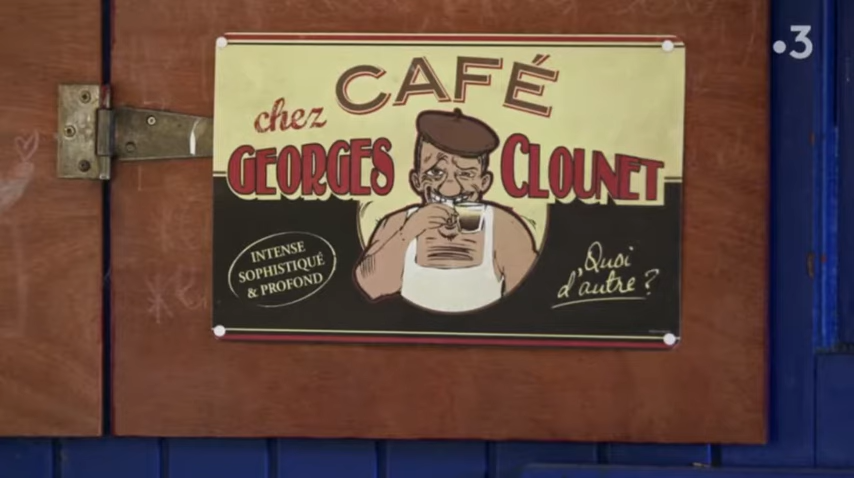 •3
CAFÉ
chez
GEORGES CLOUNET
INTENSE
SOPHISTIQUÉ
& PROFOND
Quoi
d'autre?